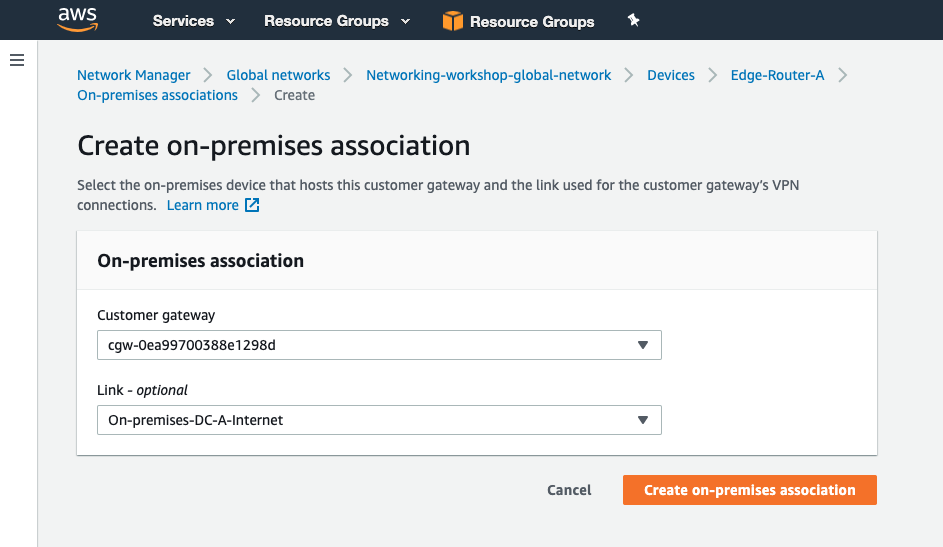 aws Services Resource Groups Resource Groups
Network Manager Global networks Networking-workshop-global-network Devices Edge-Router-A
On-premises associations Create
Create on-premises association
Select the on-premises device that hosts this customer gateway and the link used for the customer gateway's VPN
connections. Learn more
On-premises association
Customer gateway
cgw-0ea99700388e1298d
Link - optional
On-premises-DC-A-Internet
Cancel Create on-premises association